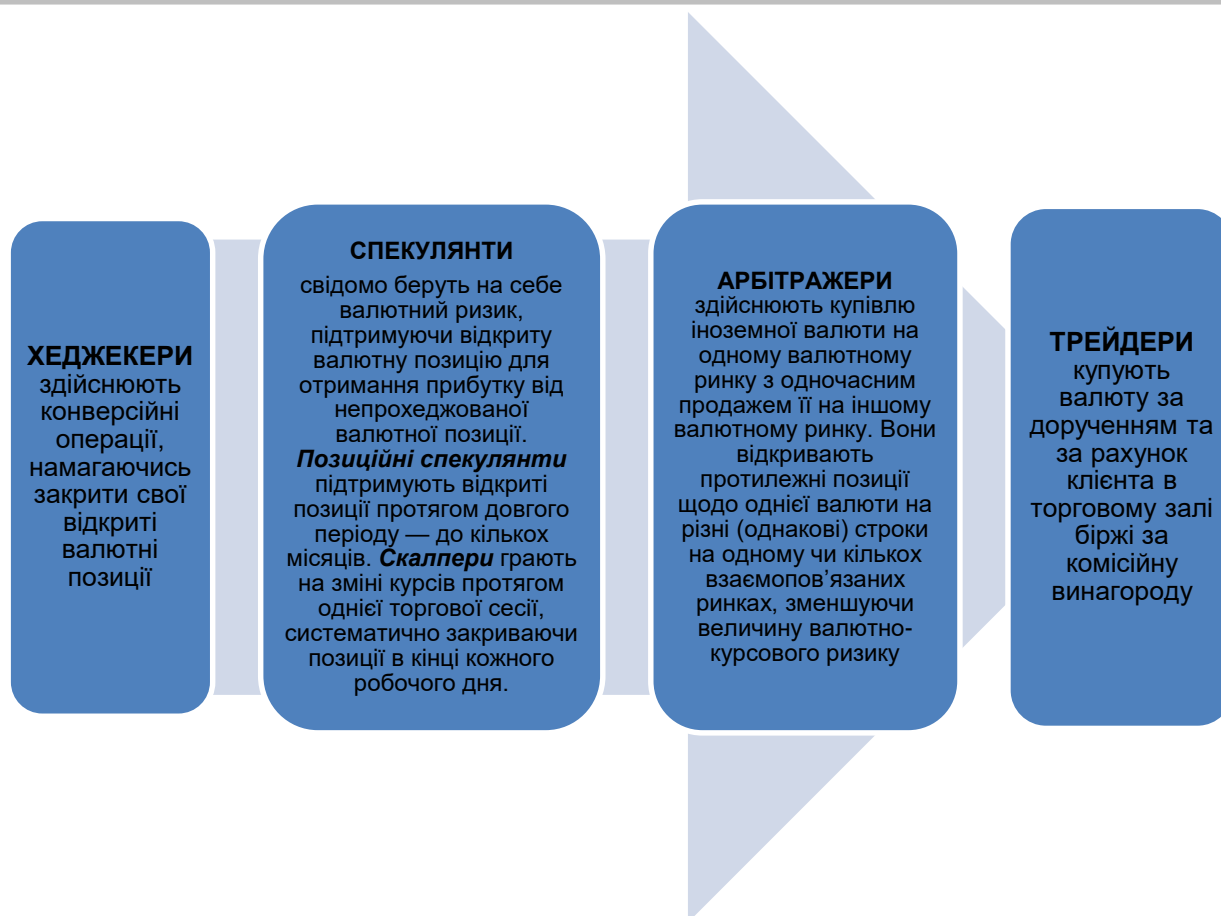 ХЕДЖЕКЕРИ
здійснюють
конверсійні
операції,
намагаючись
закрити свої
відкриті
валютні
позиції
СПЕКУЛЯНТИ
свідомо беруть на себе
валютний ризик,
підтримуючи відкриту
валютну позицію для
отримання прибутку від
непрохеджованої
валютної позиції.
Позиційні спекулянти
підтримують відкриті
позиції протягом довгого
періоду — до кількох
місяців. Скалпери грають
на зміні курсів протягом
однієї торгової сесії,
систематично закриваючи
позиції в кінці кожного
робочого дня.
АРБІТРАЖЕРИ
здійснюють купівлю
іноземної валюти на
одному валютному
ринку з одночасним
продажем її на іншому
валютному ринку. Вони
відкривають
протилежні позиції
щодо однієї валюти на
різні (однакові) строки
на одному чи кількох
взаємопов’язаних
ринках, зменшуючи
величину валютно-
курсового ризику
ТРЕЙДЕРИ
купують
валюту за
дорученням та
за рахунок
клієнта в
торговому залі
біржі за
комісійну
винагороду